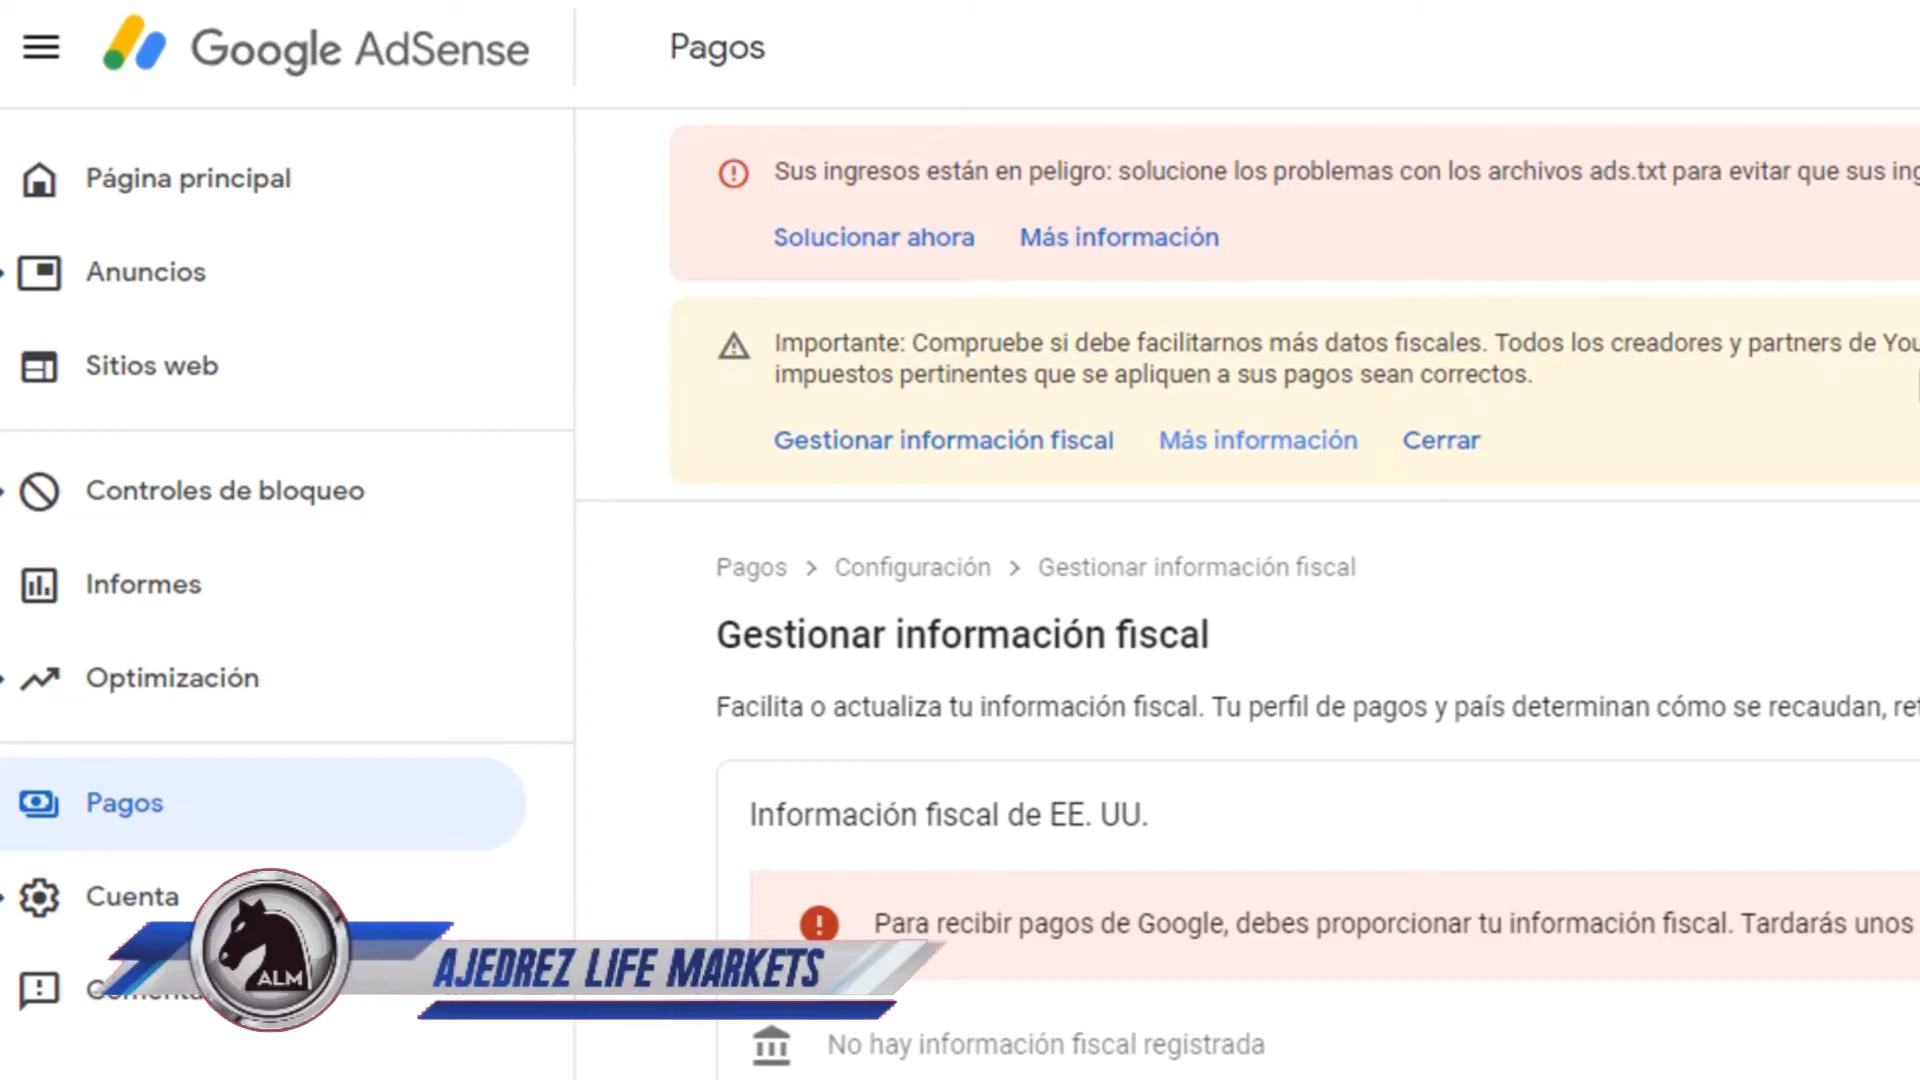 Google AdSense
Pagos
Página principal
Anuncios
Sitios web
Controles de bloqueo
Informes
Optimización
Pagos
Cuenta
Sus ingresos están en peligro: solucione los problemas con los archivos ads.txt para evitar que sus
Solucionar ahora Más información
Importante: Compruebe si debe facilitarnos más datos fiscales. Todos los creadores y partners de
impuestos pertinentes que se apliquen a sus pagos sean correctos.
Gestionar información fiscal Más información Cerrar
Pagos > Configuración > Gestionar información fiscal
Gestionar información fiscal
Facilita o actualiza tu información fiscal. Tu perfil de pagos y país determinan cómo se recaudan,
Información fiscal de EE. UU.
Para recibir pagos de Google, debes proporcionar tu información fiscal. Tardarás unos
No hay información fiscal registrada
ALM
AJEDREZ LIFE MARKETS